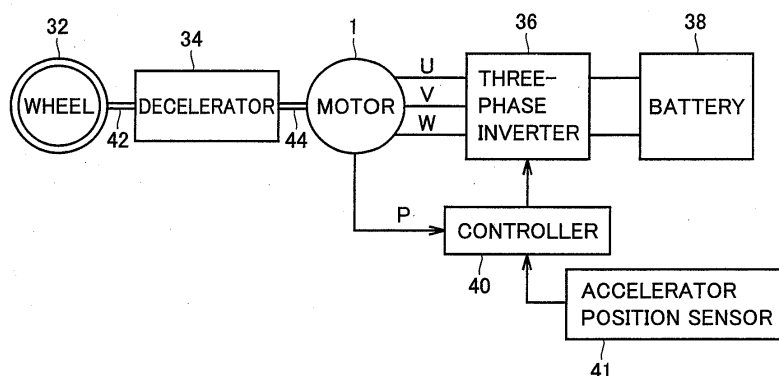 32
34
1
36
38
WHEEL
DECELERATOR
MOTOR
U
V
W
THREE-
PHASE
INVERTER
BATTERY
42
44
P
CONTROLLER
40
ACCELERATOR
POSITION SENSOR
41